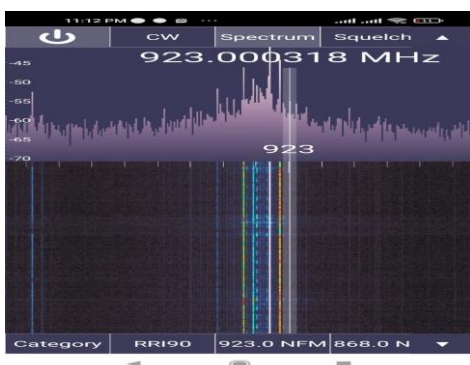 11:12 PM ...
CW Spectrum Squelch ▲
923.000318 MHz
-45
-50
-55
-60
-65
-70
923
Category RRI90 923.0 NFM 868.0 N ▼